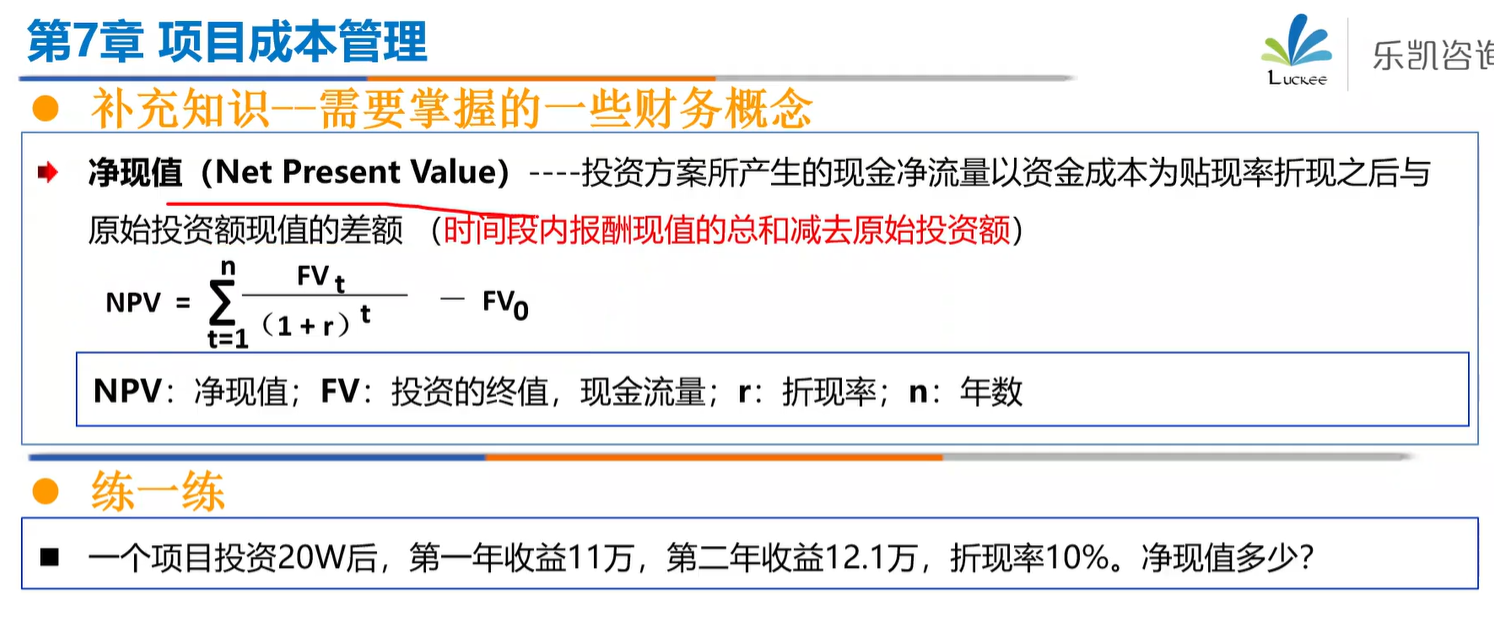 第7章 项目成本管理
Luckee 乐凯咨询
补充知识--需要掌握的一些财务概念
净现值（Net Present Value）----投资方案所产生的现金净流量以资金成本为贴现率折现之后与
原始投资额现值的差额 （时间段内报酬现值的总和减去原始投资额）
NPV = n ∑ t=1 FV t （1 + r）t — FV0
NPV：净现值；FV：投资的终值，现金流量；r：折现率；n：年数
练一练
一个项目投资20W后，第一年收益11万，第二年收益12.1万，折现率10%。净现值多少？